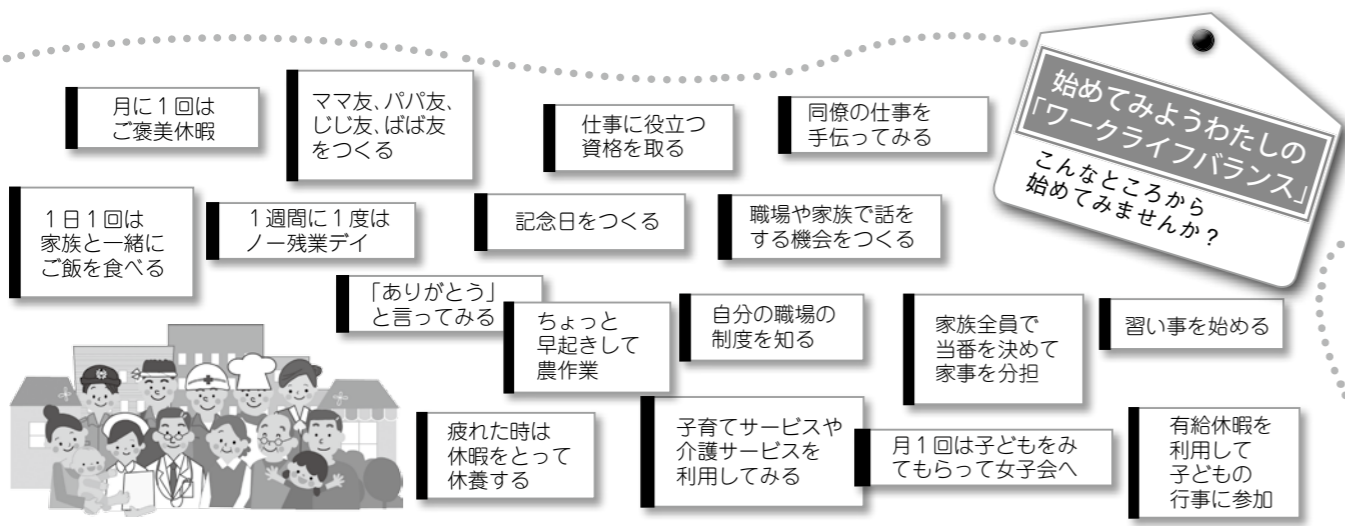 始めてみようわたしの
「ワークライフバランス」
こんなところから
始めてみませんか?
月に1回は
ご褒美休暇
ママ友、パパ友、
じじ友、ばば友
をつくる
仕事に役立つ
資格を取る
同僚の仕事を
手伝ってみる
1日1回は
家族と一緒に
ご飯を食べる
1週間に1度は
ノー残業デイ
記念日をつくる
職場や家族で話を
する機会をつくる
「ありがとう」
と言ってみる
ちょっと
早起きして
農作業
自分の職場の
制度を知る
家族全員で
当番を決めて
家事を分担
習い事を始める
疲れた時は
休暇をとって
休養する
子育てサービスや
介護サービスを
利用してみる
月1回は子どもをみ
てもらって女子会へ
有給休暇を
利用して
子どもの
行事に参加